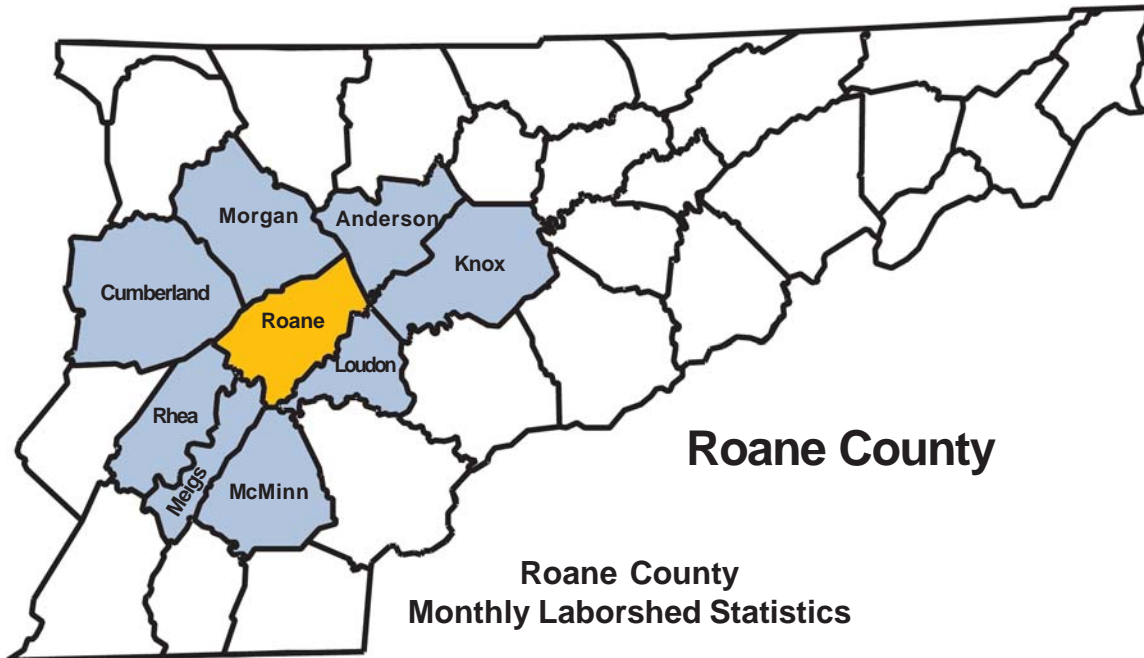 Morgan
Anderson
Knox
Cumberland
Roane
Loudon
Rhea
Meigs
McMinn
Roane County
Roane County
Monthly Laborshed Statistics